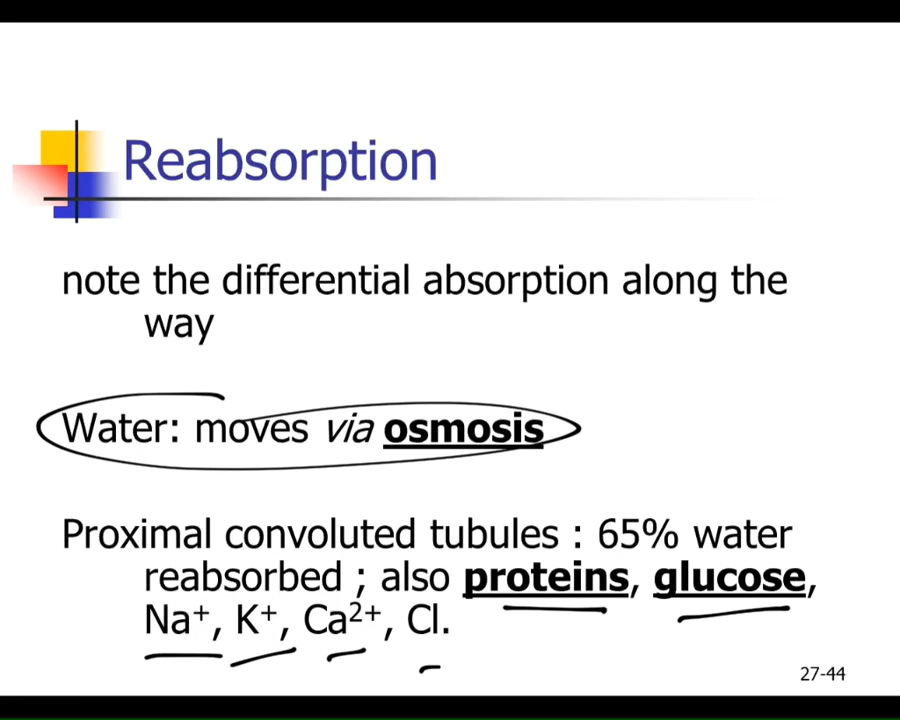 Reabsorption
note the differential absorption along the
way
Water: moves via osmosis
Proximal convoluted tubules : 65% water
reabsorbed ; also proteins, glucose,
Na⁺, K⁺, Ca²⁺, Cl.
27-44